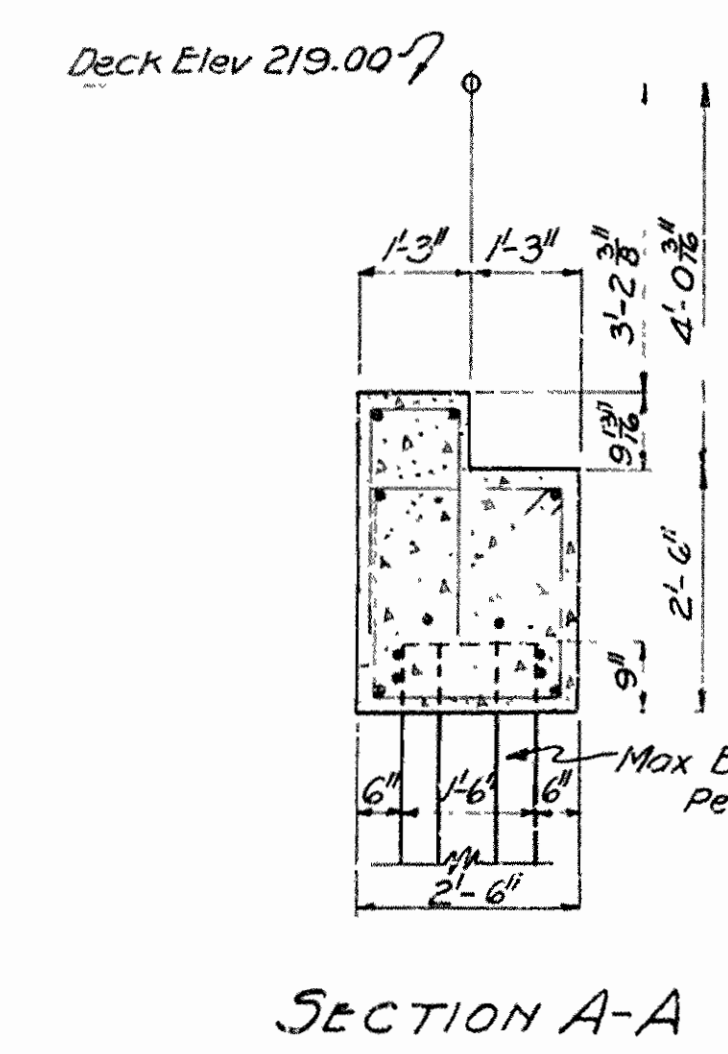 Deck Elev 219.00
1'-3" 1'-3"
3'-2 3/8"
4'-0 3/16"
9 13/16"
2'-6"
9"
Max
Pe
6" 1'-6" 6"
2'-6"
SECTION A-A